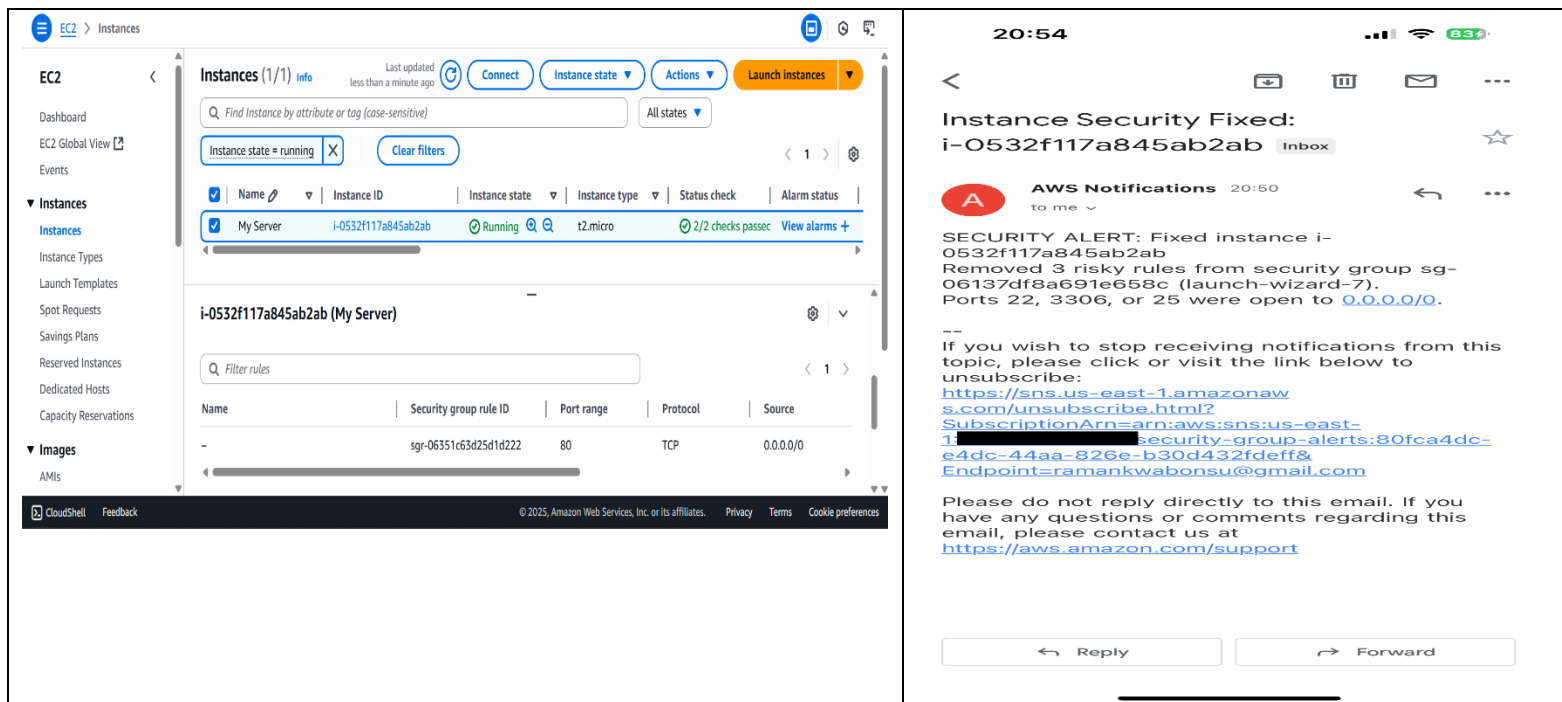 EC2 > Instances
EC2
Dashboard
EC2 Global View
Events
Instances
Instances
Instance Types
Launch Templates
Spot Requests
Savings Plans
Reserved Instances
Dedicated Hosts
Capacity Reservations
Images
AMIs
Instances (1/1) Info
Last updated
less than a minute ago
Connect
Instance state
Actions
Launch instances
Find Instance by attribute or tag (case-sensitive)
All states
Instance state = running
Clear filters
1
Name Instance ID Instance state Instance type Status check Alarm status
My Server i-0532f117a845ab2ab Running t2.micro 2/2 checks passec View alarms +
i-0532f117a845ab2ab (My Server)
Filter rules
1
Name Security group rule ID Port range Protocol Source
– sgr-06351c63d25d1d222 80 TCP 0.0.0.0/0
CloudShell Feedback © 2025, Amazon Web Services, Inc. or its affiliates. Privacy Terms Cookie preferences
20:54 83
Instance Security Fixed:
i-0532f117a845ab2ab Inbox
A
AWS Notifications 20:50
to me
SECURITY ALERT: Fixed instance i-
0532f117a845ab2ab
Removed 3 risky rules from security group sg-
06137df8a691e658c (launch-wizard-7).
Ports 22, 3306, or 25 were open to 0.0.0.0/0.
--
If you wish to stop receiving notifications from this
topic, please click or visit the link below to
unsubscribe:
https://sns.us-east-1.amazonaw
s.com/unsubscribe.html?
SubscriptionArn=arn:aws:sns:us-east-
1: security-group-alerts:80fca4dc-
e4dc-44aa-826e-b30d432fdeff&
Endpoint=ramankwabonsu@gmail.com
Please do not reply directly to this email. If you
have any questions or comments regarding this
email, please contact us at
https://aws.amazon.com/support
Reply
Forward